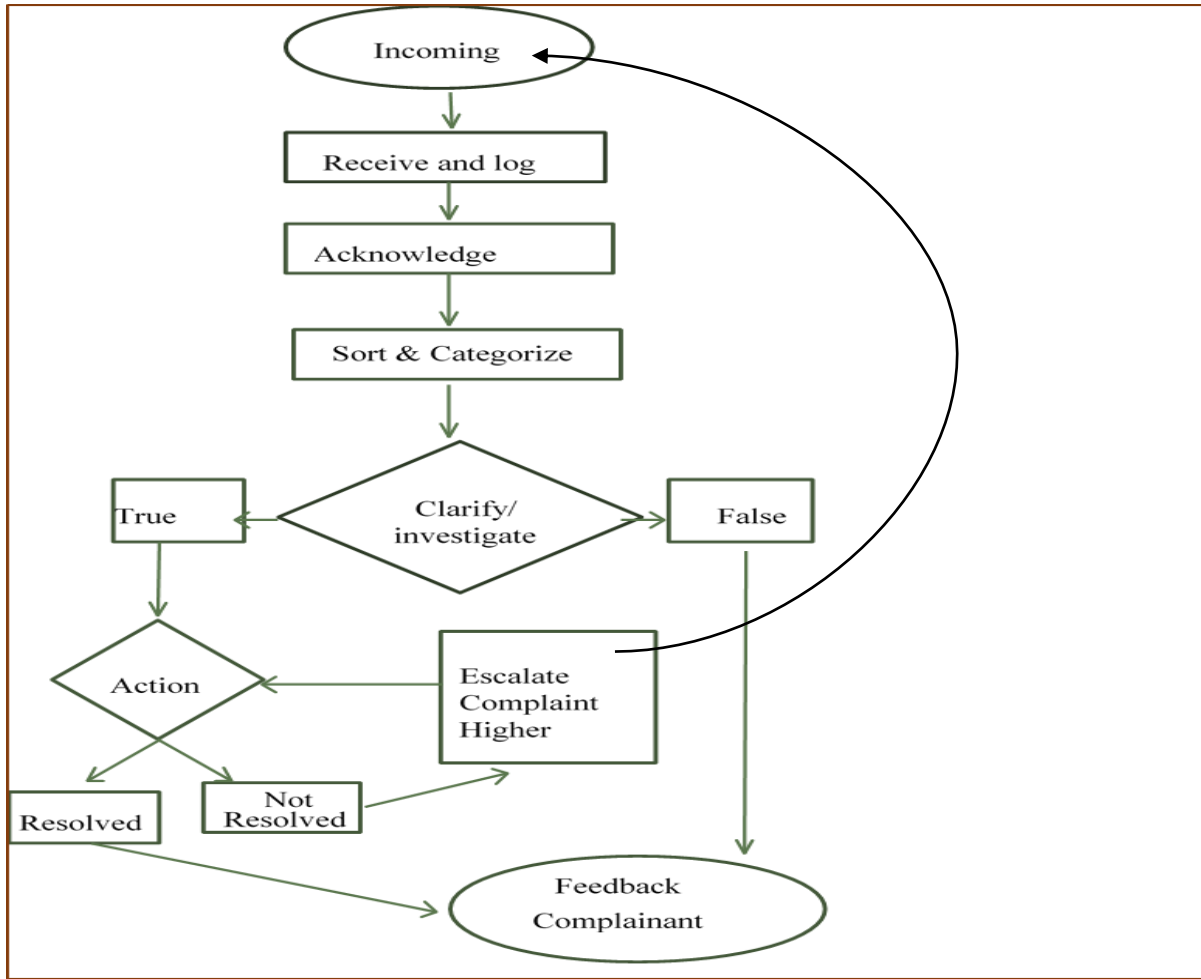 Incoming
Receive and log
Acknowledge
Sort & Categorize
True
Clarify/
investigate
False
Action
Escalate
Complaint
Higher
Resolved
Not
Resolved
Feedback
Complainant